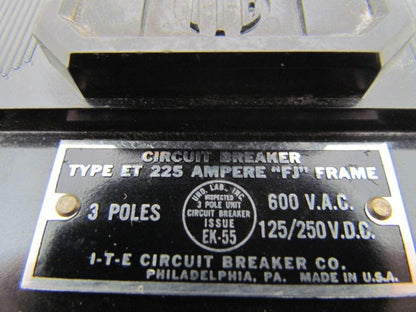 CIRCUIT BREAKER
TYPE ET 225 AMPERE "FJ" FRAME
3 POLES
UND. LAB., INC.
INSPECTED
3 POLE UNIT
CIRCUIT BREAKER
ISSUE
EK-55
600 V.A.C.
125/250 V.D.C.
I-T-E CIRCUIT BREAKER CO.
PHILADELPHIA, PA. MADE IN U.S.A.